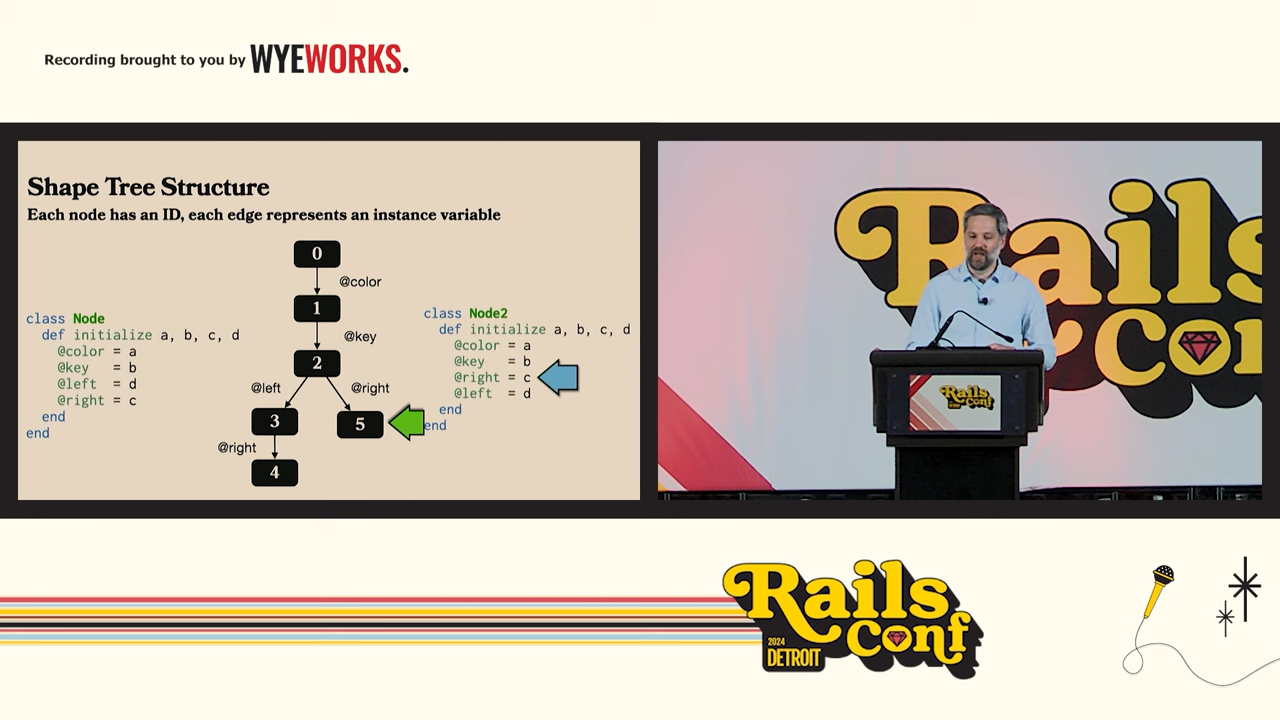 Recording brought to you by WYEWORKS.
Shape Tree Structure
Each node has an ID, each edge represents an instance variable
0
@color
1
@key
2
@left
@right
3
5
@right
4
class Node
  def initialize a, b, c, d
    @color = a
    @key   = b
    @left  = d
    @right = c
  end
end
class Node2
  def initialize a, b, c, d
    @color = a
    @key   = b
    @right = c
    @left  = d
  end
end
Rails
Con
Rails
Conf
Rails
Conf
2024
DETROIT